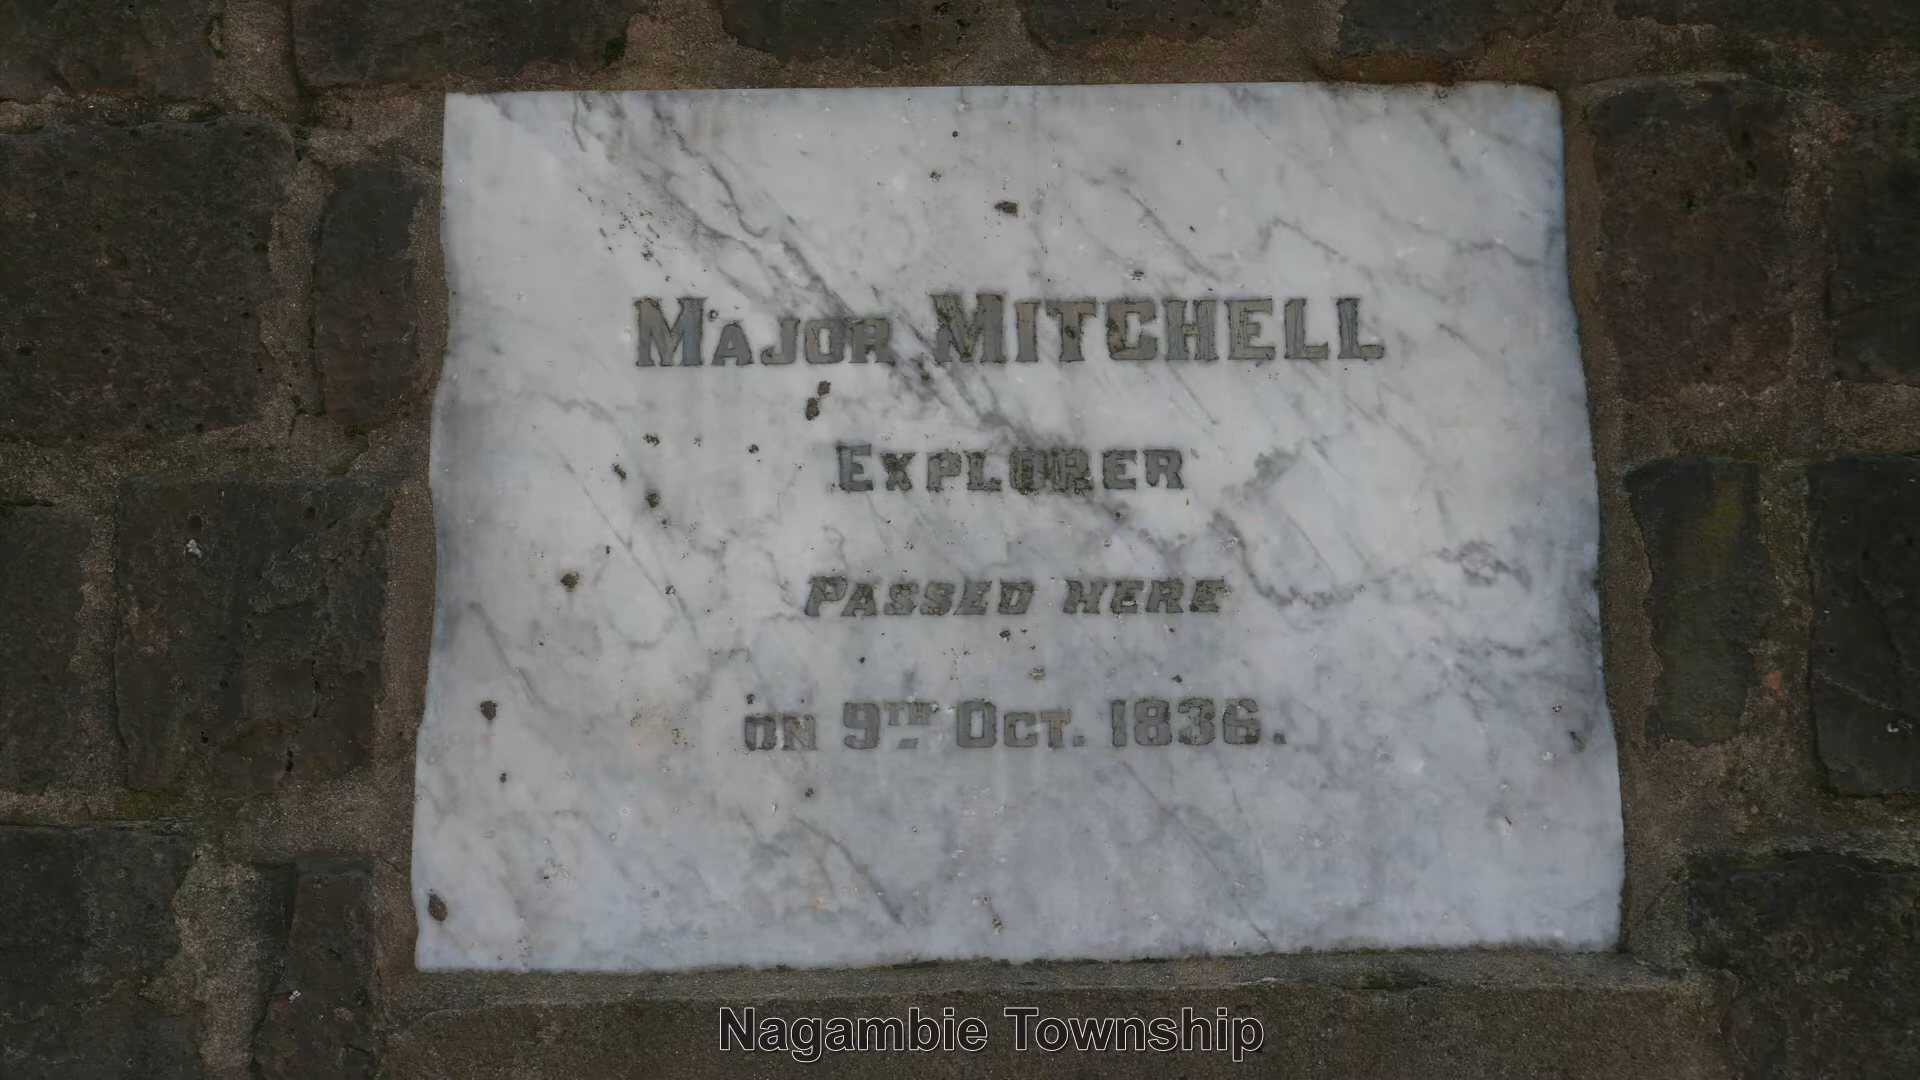 Major Mitchell
Explorer
Passed here
on 9th Oct. 1836.
Nagambie Township